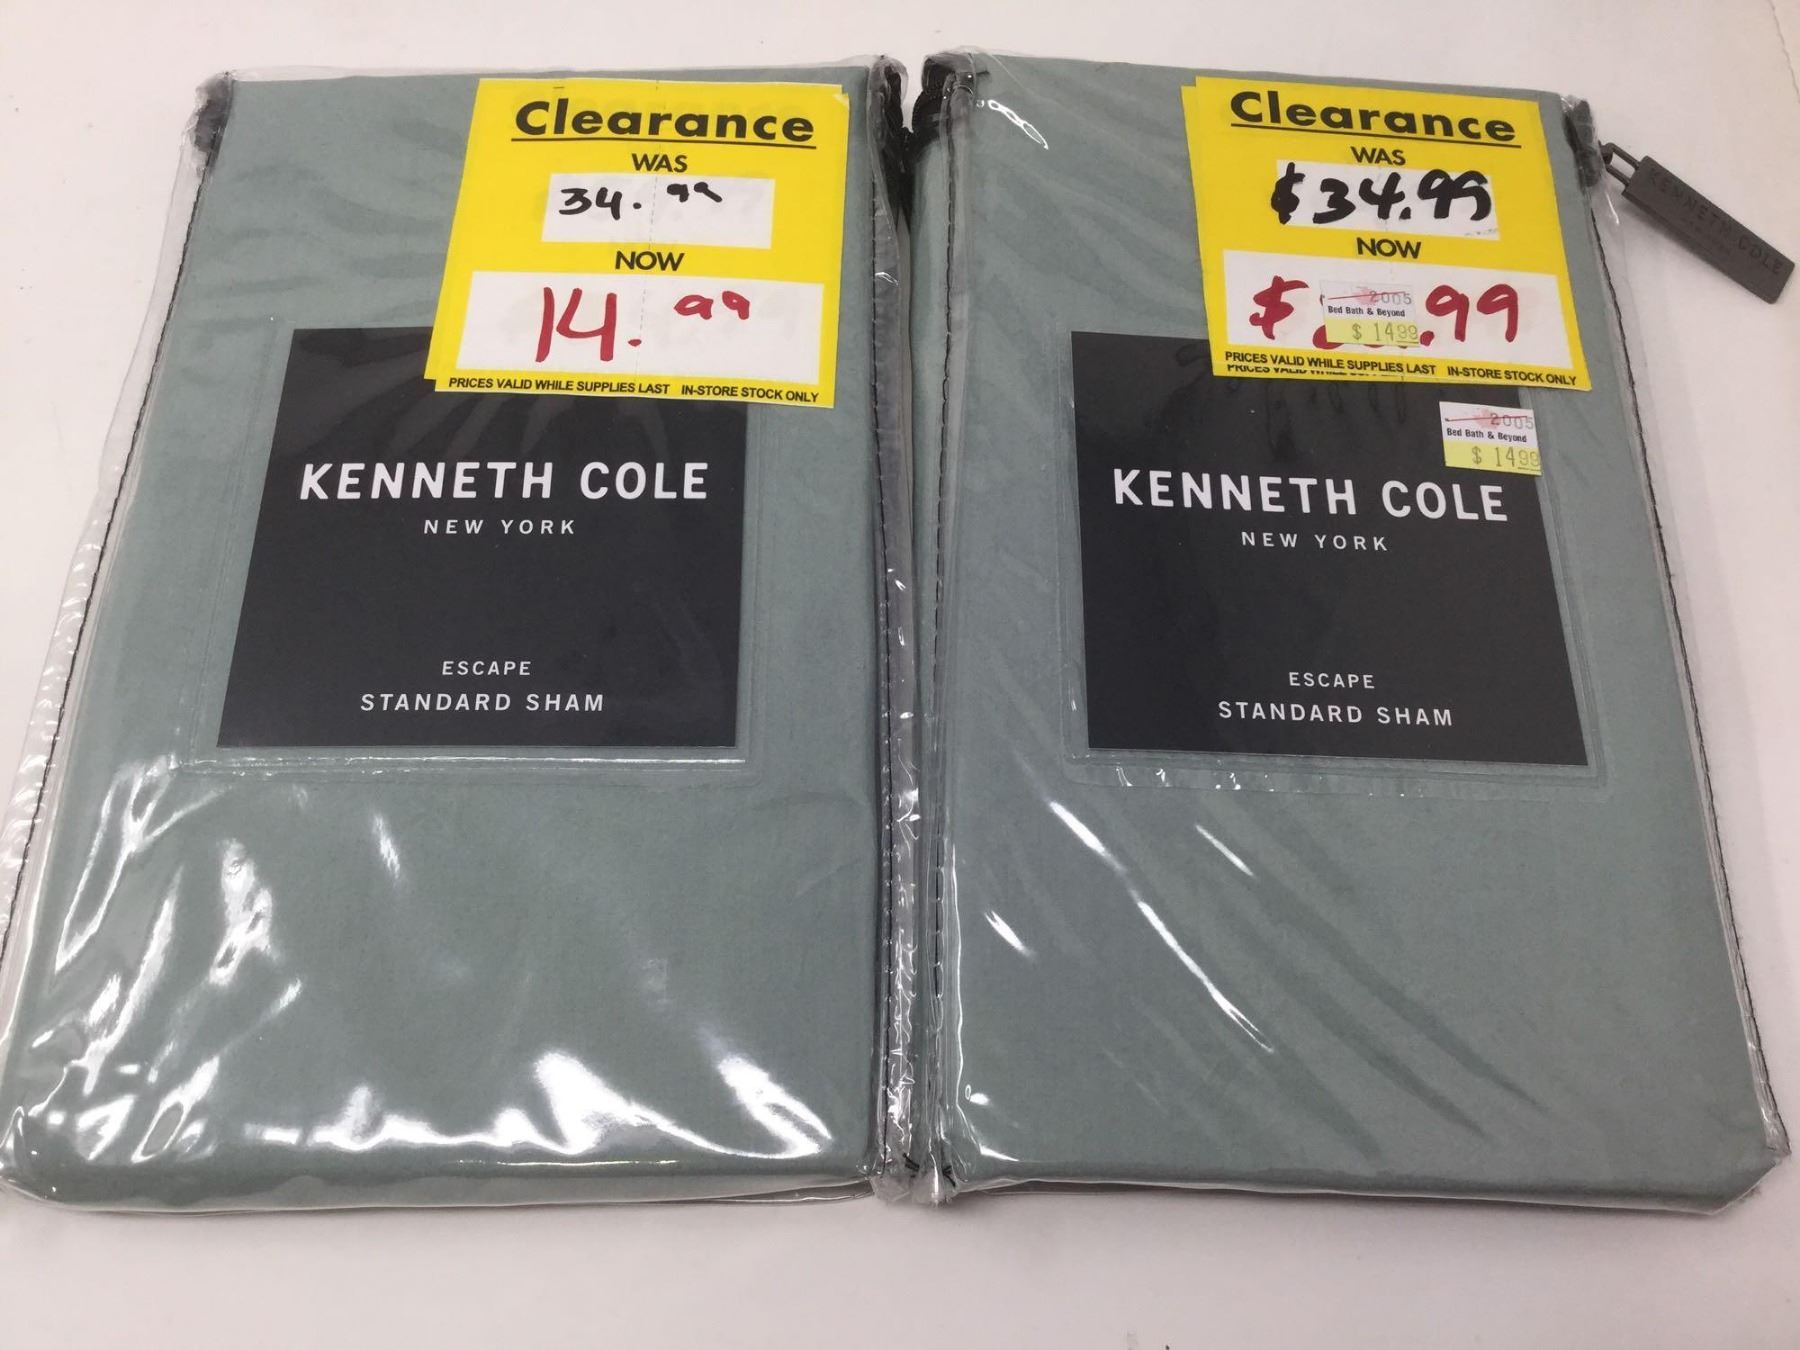 Clearance
WAS
34.99
NOW
14.99
PRICES VALID WHILE SUPPLIES LAST IN-STORE STOCK ONLY
KENNETH COLE
NEW YORK
ESCAPE
STANDARD SHAM
Clearance
WAS
$34.99
NOW
$ .99
2005
Bed Bath & Beyond
$ 14.99
PRICES VALID WHILE SUPPLIES LAST IN-STORE STOCK ONLY
2005
Bed Bath & Beyond
$ 14.99
KENNETH COLE
NEW YORK
ESCAPE
STANDARD SHAM
KENNETH COLE